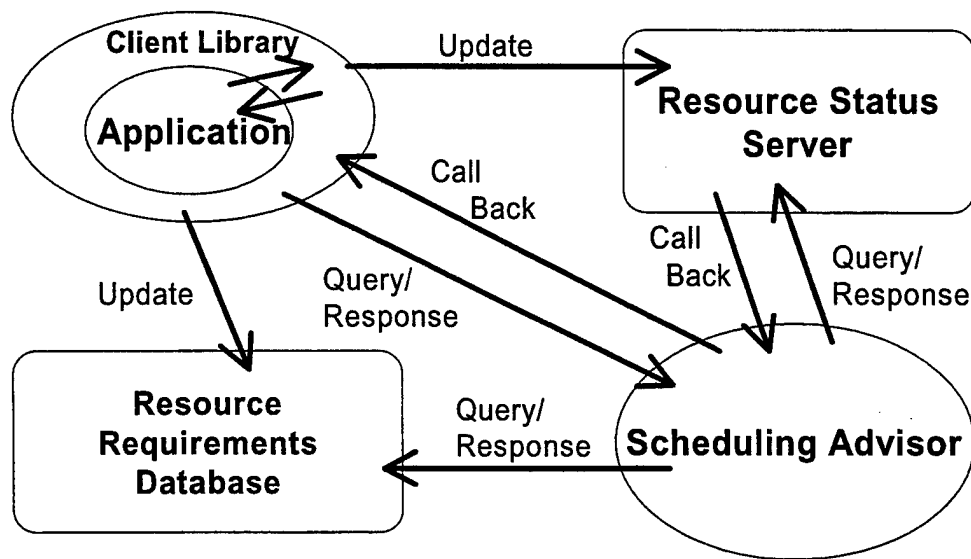 Client Library
Application
Update
Resource Status
Server
Call
Back
Call
Back
Query/
Response
Query/
Response
Update
Resource
Requirements
Database
Query/
Response
Scheduling Advisor